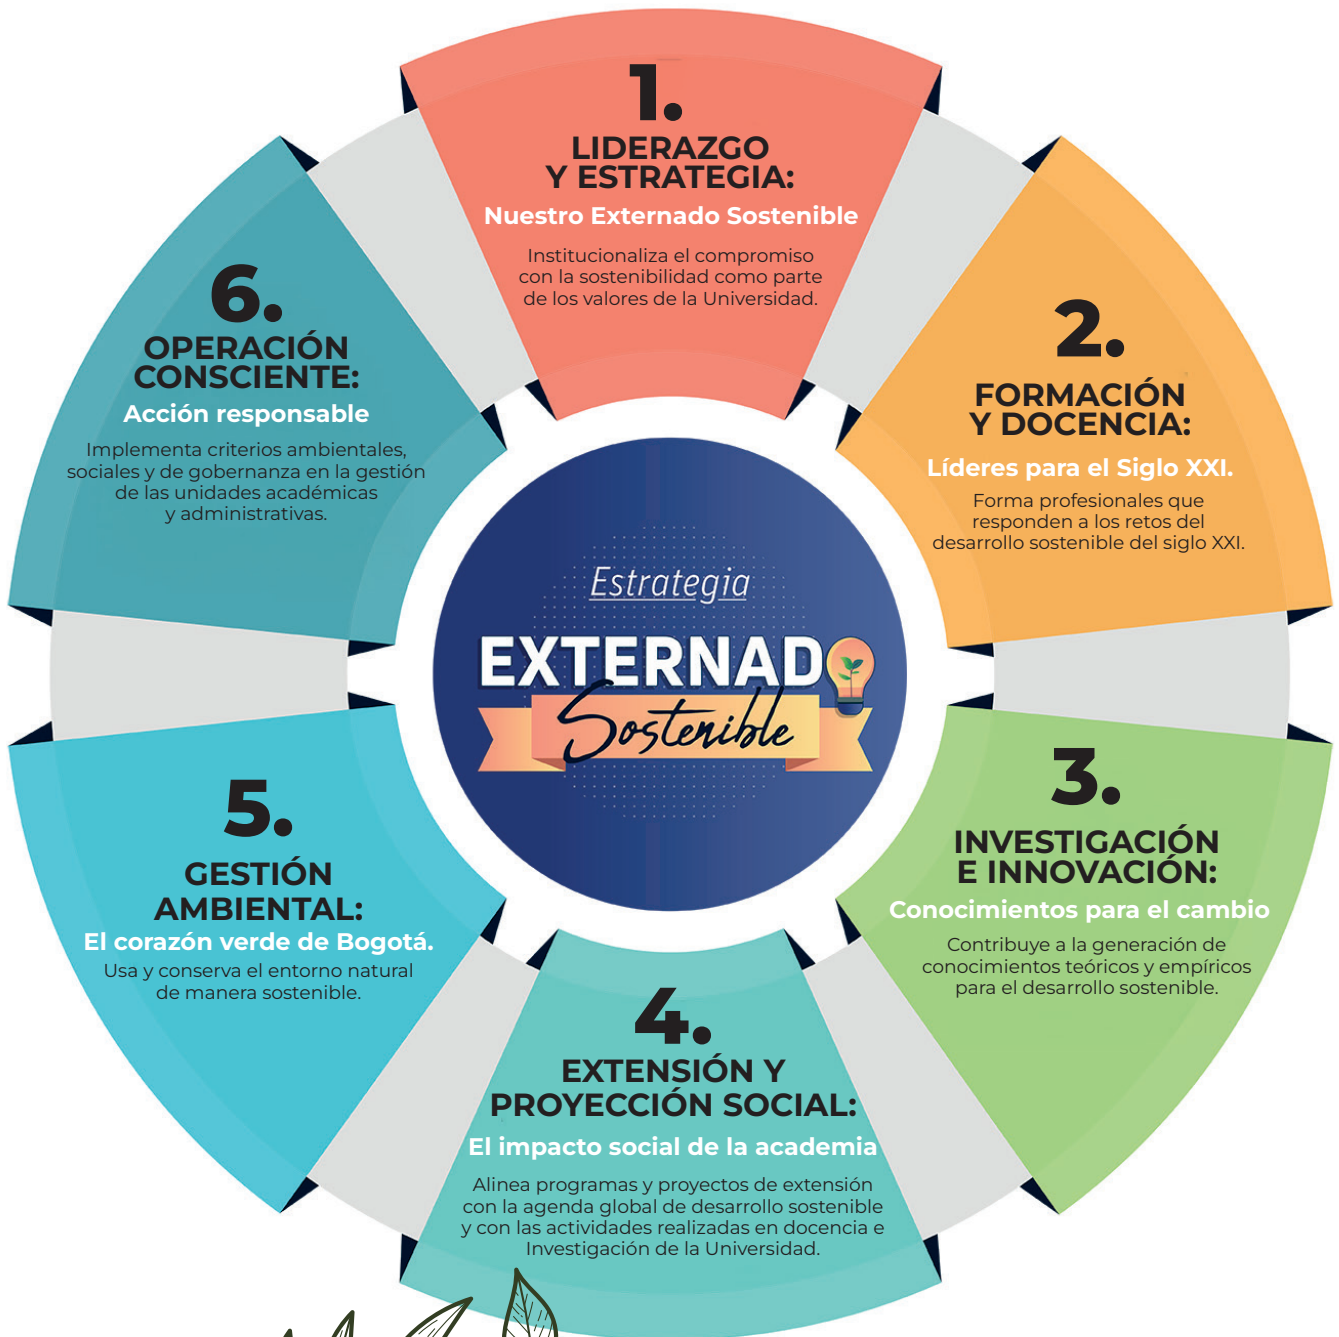 1.
LIDERAZGO
Y ESTRATEGIA:
Nuestro Externado Sostenible
Institucionaliza el compromiso
con la sostenibilidad como parte
de los valores de la Universidad.
2.
FORMACIÓN
Y DOCENCIA:
Líderes para el Siglo XXI.
Forma profesionales que
responden a los retos del
desarrollo sostenible del siglo XXI.
3.
INVESTIGACIÓN
E INNOVACIÓN:
Conocimientos para el cambio
Contribuye a la generación de
conocimientos teóricos y empíricos
para el desarrollo sostenible.
4.
EXTENSIÓN Y
PROYECCIÓN SOCIAL:
El impacto social de la academia
Alinea programas y proyectos de extensión
con la agenda global de desarrollo sostenible
y con las actividades realizadas en docencia e
Investigación de la Universidad.
5.
GESTIÓN
AMBIENTAL:
El corazón verde de Bogotá.
Usa y conserva el entorno natural
de manera sostenible.
6.
OPERACIÓN
CONSCIENTE:
Acción responsable
Implementa criterios ambientales,
sociales y de gobernanza en la gestión
de las unidades académicas
y administrativas.
Estrategia
EXTERNADO
Sostenible